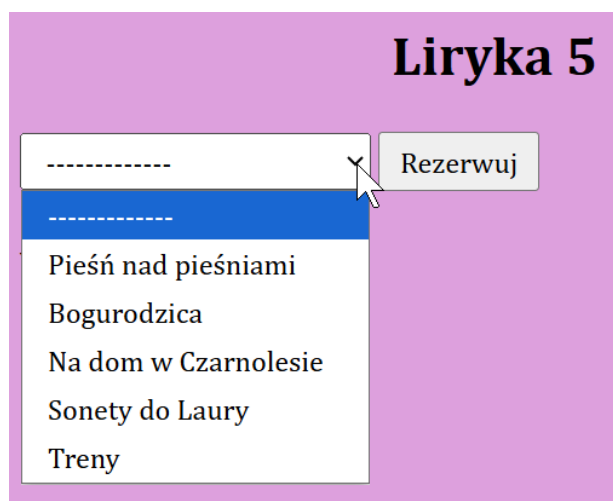 Liryka 5
-------------
Rezerwuj
-------------
Pieśń nad pieśniami
Bogurodzica
Na dom w Czarnolesie
Sonety do Laury
Treny